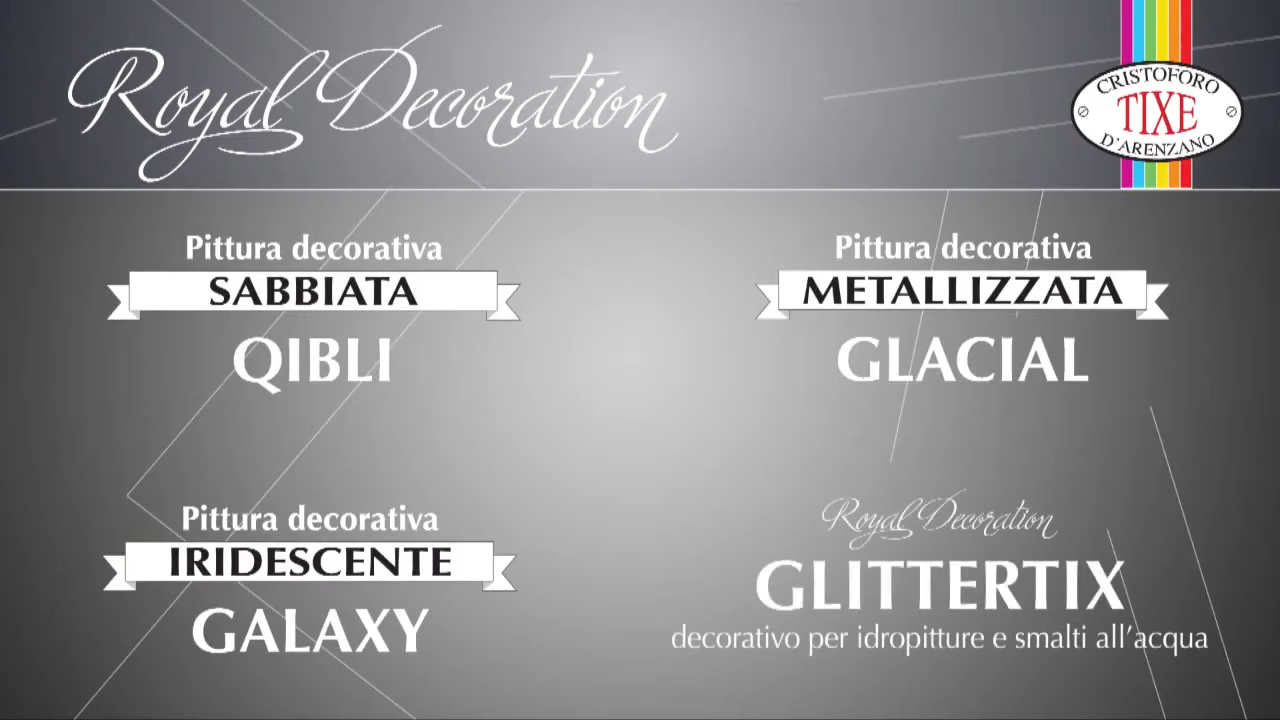 Royal Decoration
CRISTOFORO
TIXE
D'ARENZANO
Pittura decorativa
SABBIATA
QIBLI
Pittura decorativa
METALLIZZATA
GLACIAL
Pittura decorativa
IRIDESCENTE
GALAXY
Royal Decoration
GLITTERTIX
decorativo per idropitture e smalti all'acqua